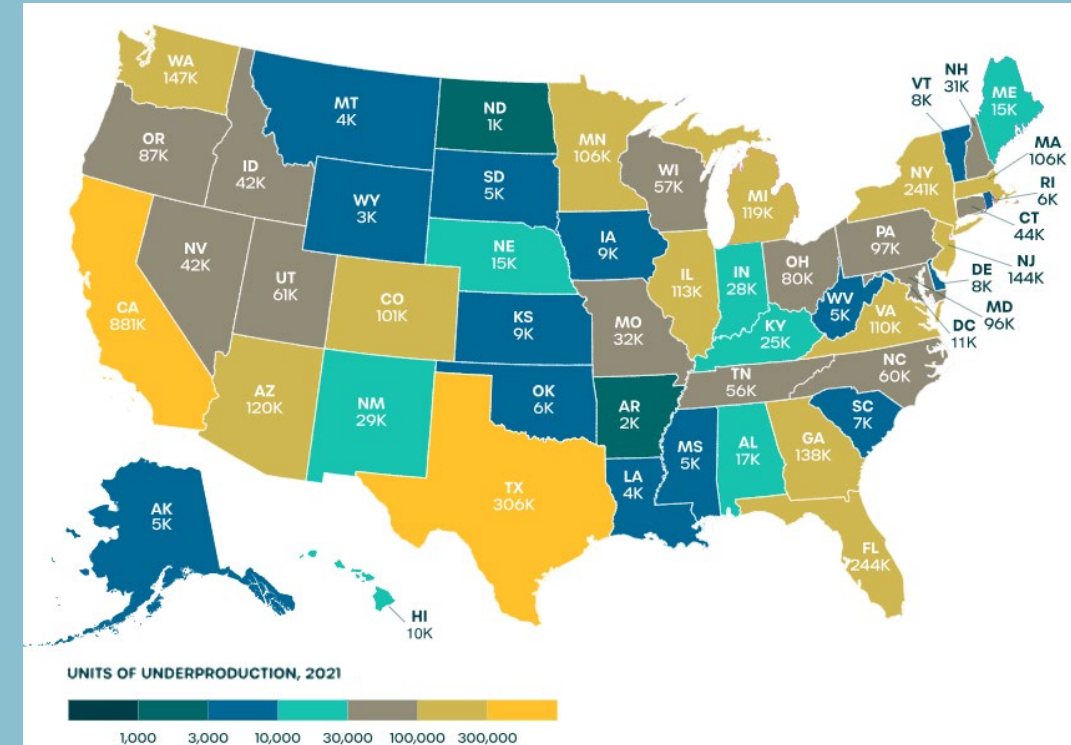 WA
147K
OR
87K
CA
881K
ID
42K
NV
42K
MT
4K
WY
3K
UT
61K
CO
101K
AZ
120K
NM
29K
ND
1K
SD
5K
NE
15K
KS
9K
OK
6K
TX
306K
MN
106K
IA
9K
MO
32K
AR
2K
LA
4K
WI
57K
IL
113K
MS
5K
MI
119K
IN
28K
KY
25K
TN
56K
AL
17K
OH
80K
WV
5K
GA
138K
FL
244K
SC
7K
NC
60K
VA
110K
PA
97K
NY
241K
VT
8K
NH
31K
ME
15K
MA
106K
RI
6K
CT
44K
NJ
144K
DE
8K
MD
96K
DC
11K
AK
5K
HI
10K
UNITS OF UNDERPRODUCTION, 2021
1,000 3,000 10,000 30,000 100,000 300,000